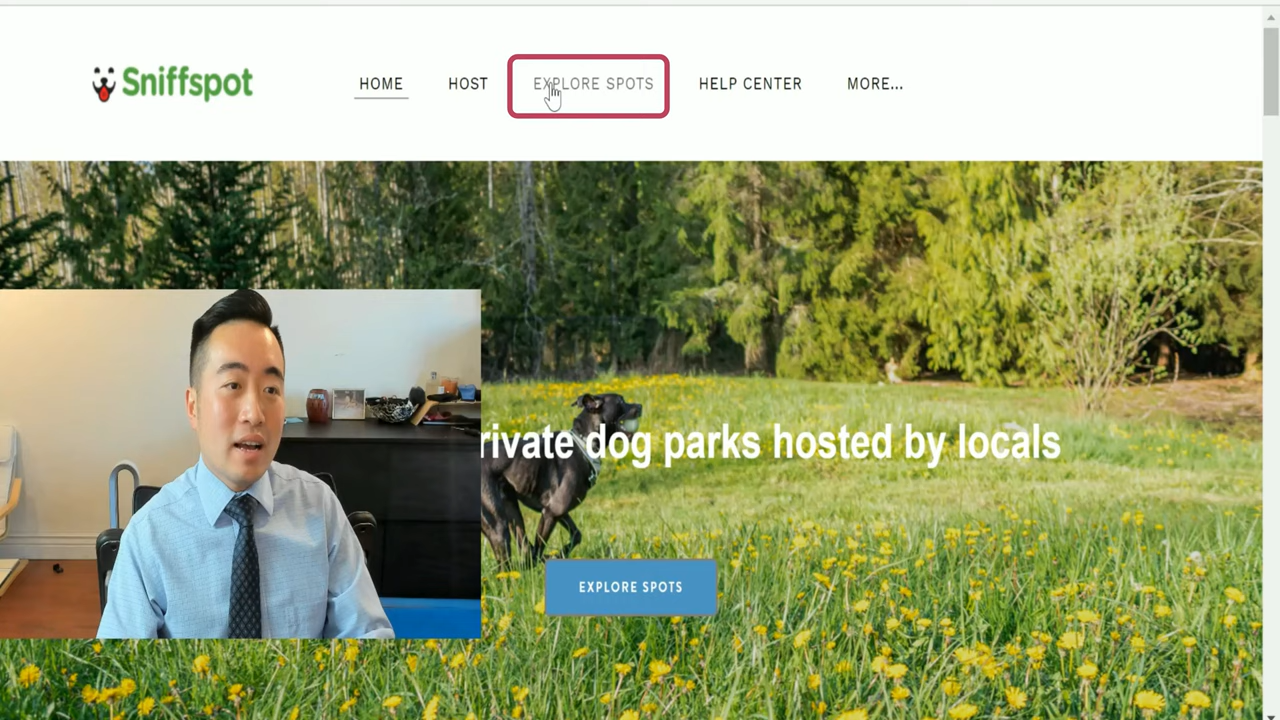 Sniffspot
HOME HOST EXPLORE SPOTS HELP CENTER MORE...
rivate dog parks hosted by locals
EXPLORE SPOTS